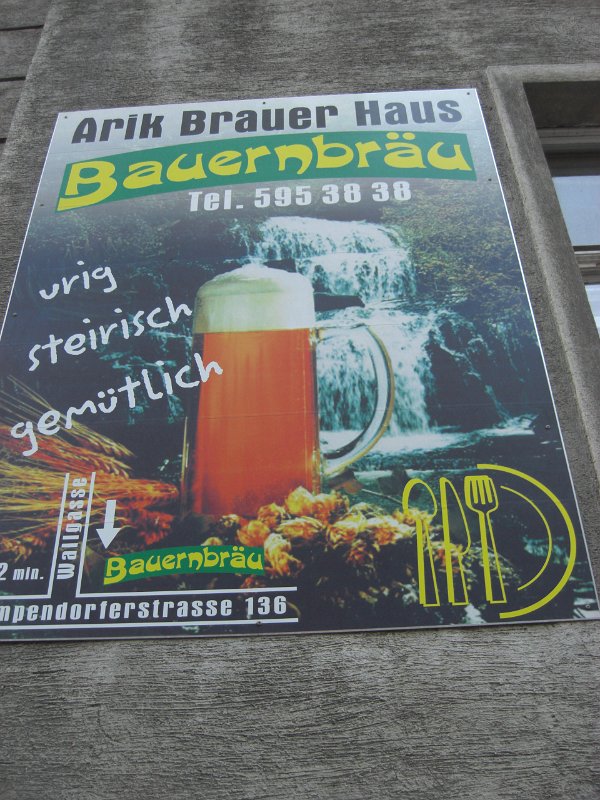 Arik Brauer Haus
Bauernbräu
Tel. 595 38 38
urig
steirisch
gemütlich
2 min.
Wallgasse
Bauernbräu
mpendorferstrasse 136